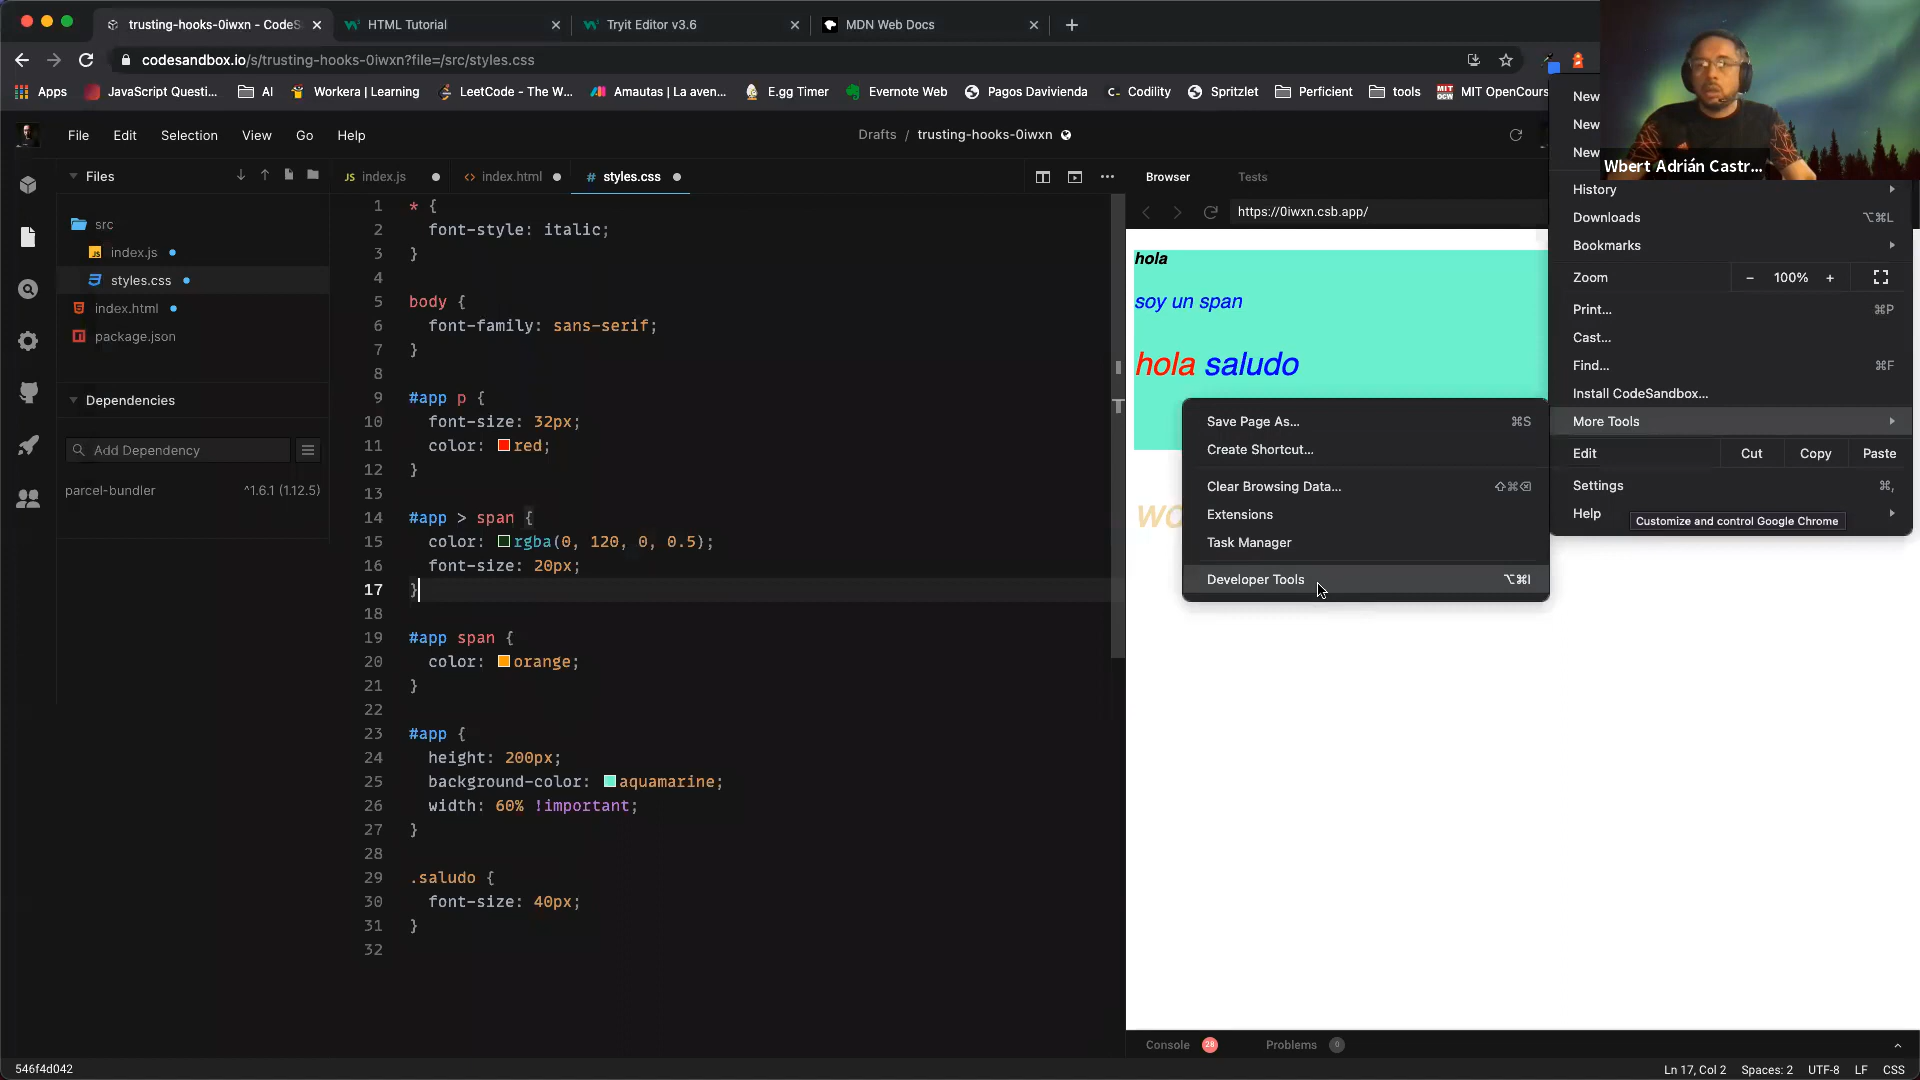 trusting-hooks-0iwxn - CodeS
HTML Tutorial
Tryit Editor v3.6
MDN Web Docs
codesandbox.io/s/trusting-hooks-0iwxn?file=/src/styles.css
Apps
JavaScript Questi...
AI
Workera | Learning
LeetCode - The W...
Amautas | La aven...
E.gg Timer
Evernote Web
Pagos Davivienda
Codility
Spritzlet
Perficient
tools
MIT OpenCours
File Edit Selection View Go Help
Drafts / trusting-hooks-0iwxn
Files
src
index.js
styles.css
index.html
package.json
Dependencies
Add Dependency
parcel-bundler ^1.6.1 (1.12.5)
index.js
index.html
# styles.css
1 * {
2 font-style: italic;
3 }
4
5 body {
6 font-family: sans-serif;
7 }
8
9 #app p {
10 font-size: 32px;
11 color: red;
12 }
13
14 #app > span {
15 color: rgba(0, 120, 0, 0.5);
16 font-size: 20px;
17 }
18
19 #app span {
20 color: orange;
21 }
22
23 #app {
24 height: 200px;
25 background-color: aquamarine;
26 width: 60% !important;
27 }
28
29 .saludo {
30 font-size: 40px;
31 }
32
Browser
Tests
https://0iwxn.csb.app/
hola
soy un span
hola saludo
wo
New
New
New
Wbert Adrián Castr...
History
Downloads ⌥⌘L
Bookmarks
Zoom - 100% +
Print... ⌘P
Cast...
Find... ⌘F
Install CodeSandbox...
More Tools
Edit Cut Copy Paste
Settings ⌘,
Help
Customize and control Google Chrome
Save Page As... ⌘S
Create Shortcut...
Clear Browsing Data... ⇧⌘⌫
Extensions
Task Manager
Developer Tools ⌥⌘I
Console 28
Problems 0
546f4d042
Ln 17, Col 2 Spaces: 2 UTF-8 LF CSS